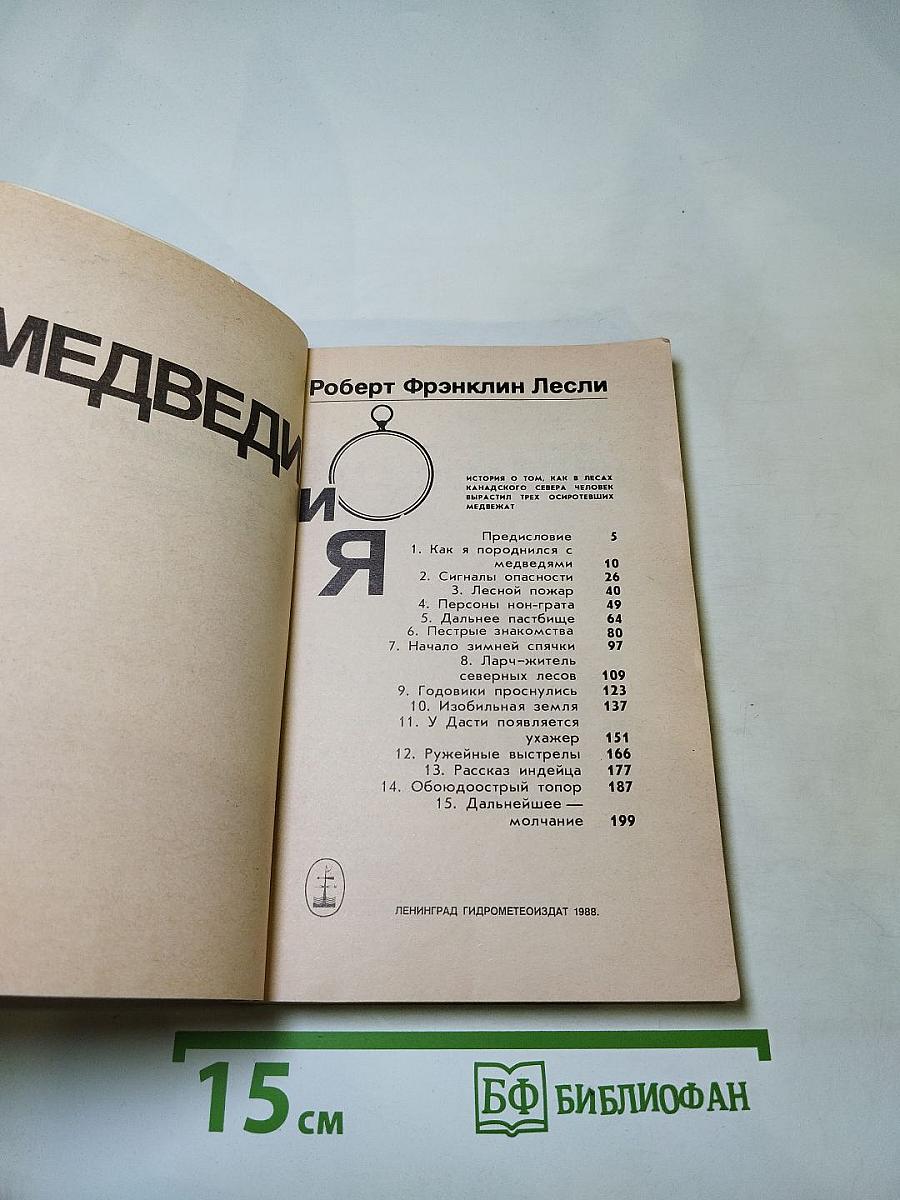 МЕДВЕДИ
и
Я
Роберт Фрэнклин Лесли
ИСТОРИЯ О ТОМ, КАК В ЛЕСАХ
КАНАДСКОГО СЕВЕРА ЧЕЛОВЕК
ВЫРАСТИЛ ТРЕХ ОСИРОТЕВШИХ
МЕДВЕЖАТ
Предисловие 5
1. Как я породнился с
медведями 10
2. Сигналы опасности 26
3. Лесной пожар 40
4. Персоны нон-грата 49
5. Дальнее пастбище 64
6. Пестрые знакомства 80
7. Начало зимней спячки 97
8. Ларч-житель
северных лесов 109
9. Годовики проснулись 123
10. Изобильная земля 137
11. У Дасти появляется
ухажер 151
12. Ружейные выстрелы 166
13. Рассказ индейца 177
14. Обоюдоострый топор 187
15. Дальнейшее —
молчание 199
ЛЕНИНГРАД ГИДРОМЕТЕОИЗДАТ 1988.
15 см
БФ БИБЛИОФАН